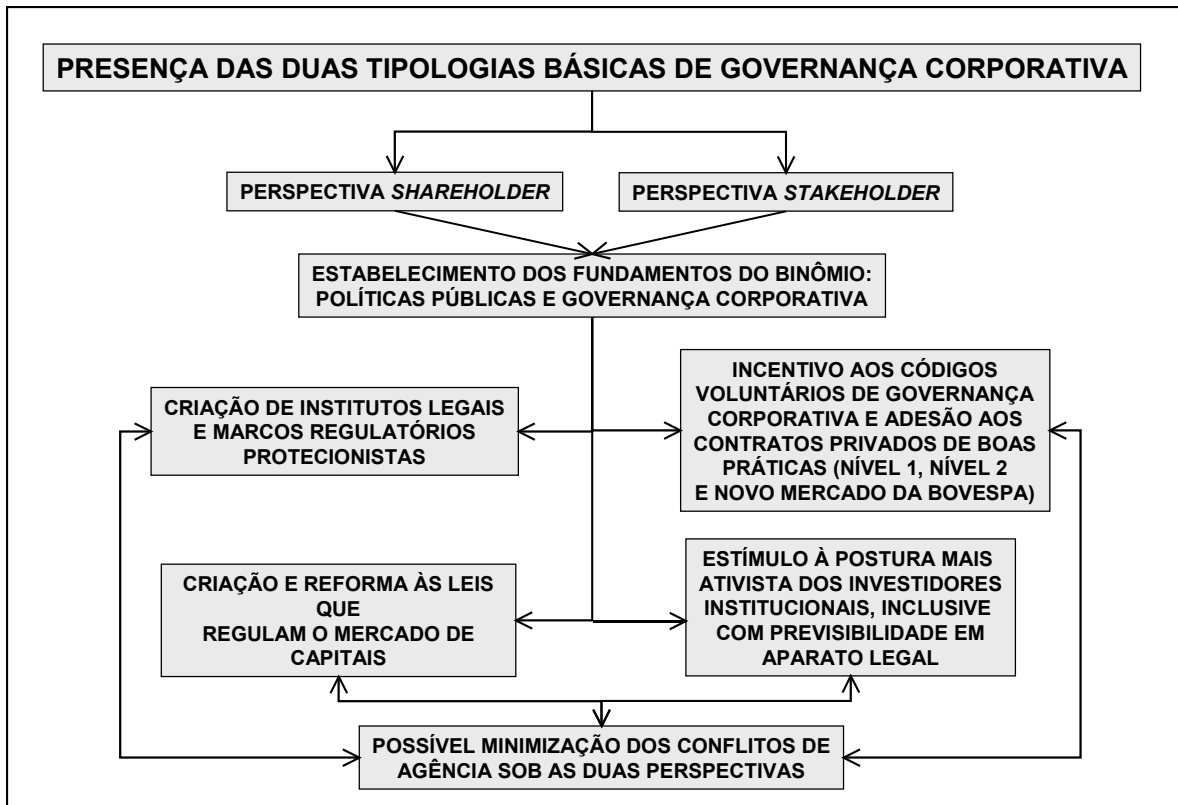 PRESENÇA DAS DUAS TIPOLOGIAS BÁSICAS DE GOVERNANÇA CORPORATIVA
PERSPECTIVA SHAREHOLDER
PERSPECTIVA STAKEHOLDER
ESTABELECIMENTO DOS FUNDAMENTOS DO BINÔMIO:
POLÍTICAS PÚBLICAS E GOVERNANÇA CORPORATIVA
CRIAÇÃO DE INSTITUTOS LEGAIS
E MARCOS REGULATÓRIOS
PROTECIONISTAS
INCENTIVO AOS CÓDIGOS
VOLUNTÁRIOS DE GOVERNANÇA
CORPORATIVA E ADESÃO AOS
CONTRATOS PRIVADOS DE BOAS
PRÁTICAS (NÍVEL 1, NÍVEL 2
E NOVO MERCADO DA BOVESPA)
CRIAÇÃO E REFORMA ÀS LEIS
QUE
REGULAM O MERCADO DE
CAPITAIS
ESTÍMULO À POSTURA MAIS
ATIVISTA DOS INVESTIDORES
INSTITUCIONAIS, INCLUSIVE
COM PREVISIBILIDADE EM
APARATO LEGAL
POSSÍVEL MINIMIZAÇÃO DOS CONFLITOS DE
AGÊNCIA SOB AS DUAS PERSPECTIVAS